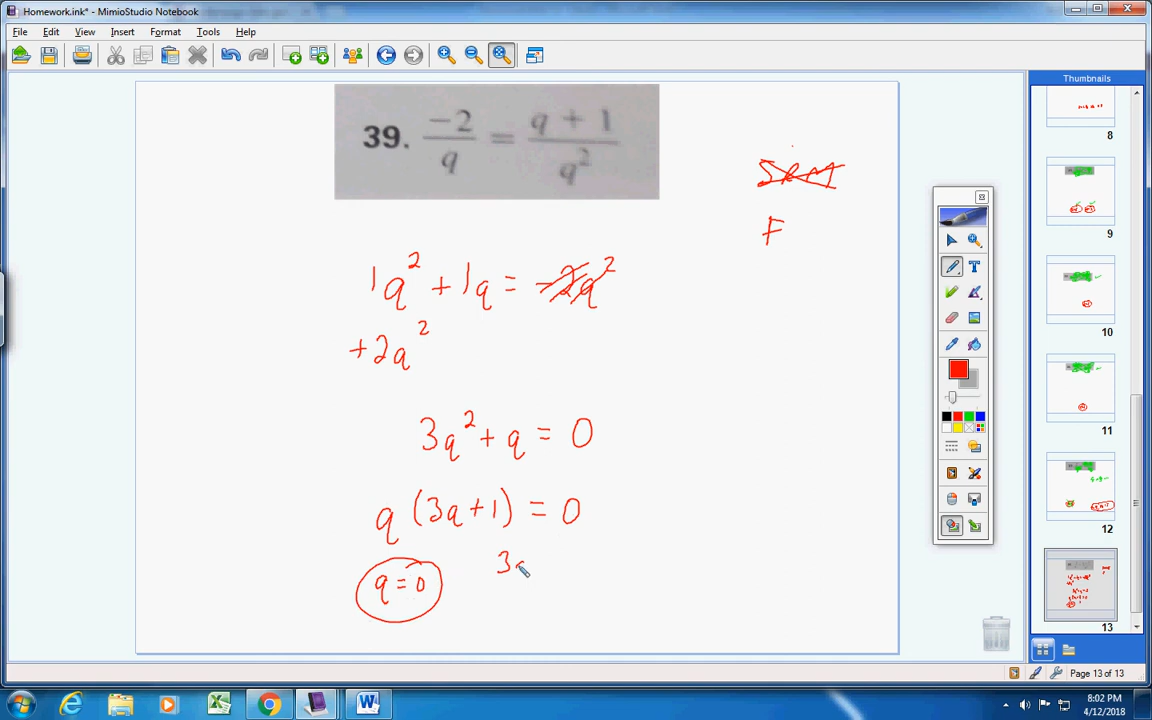 Homework.ink* - MimioStudio Notebook
File Edit View Insert Format Tools Help
Thumbnails
39. -2/q = q + 1/q²
1q² + 1q = -2q²
+2q²
3q² + q = 0
q (3q + 1) = 0
q = 0
3q
F
8
9
10
11
12
13
Page 13 of 13
8:02 PM
4/12/2018